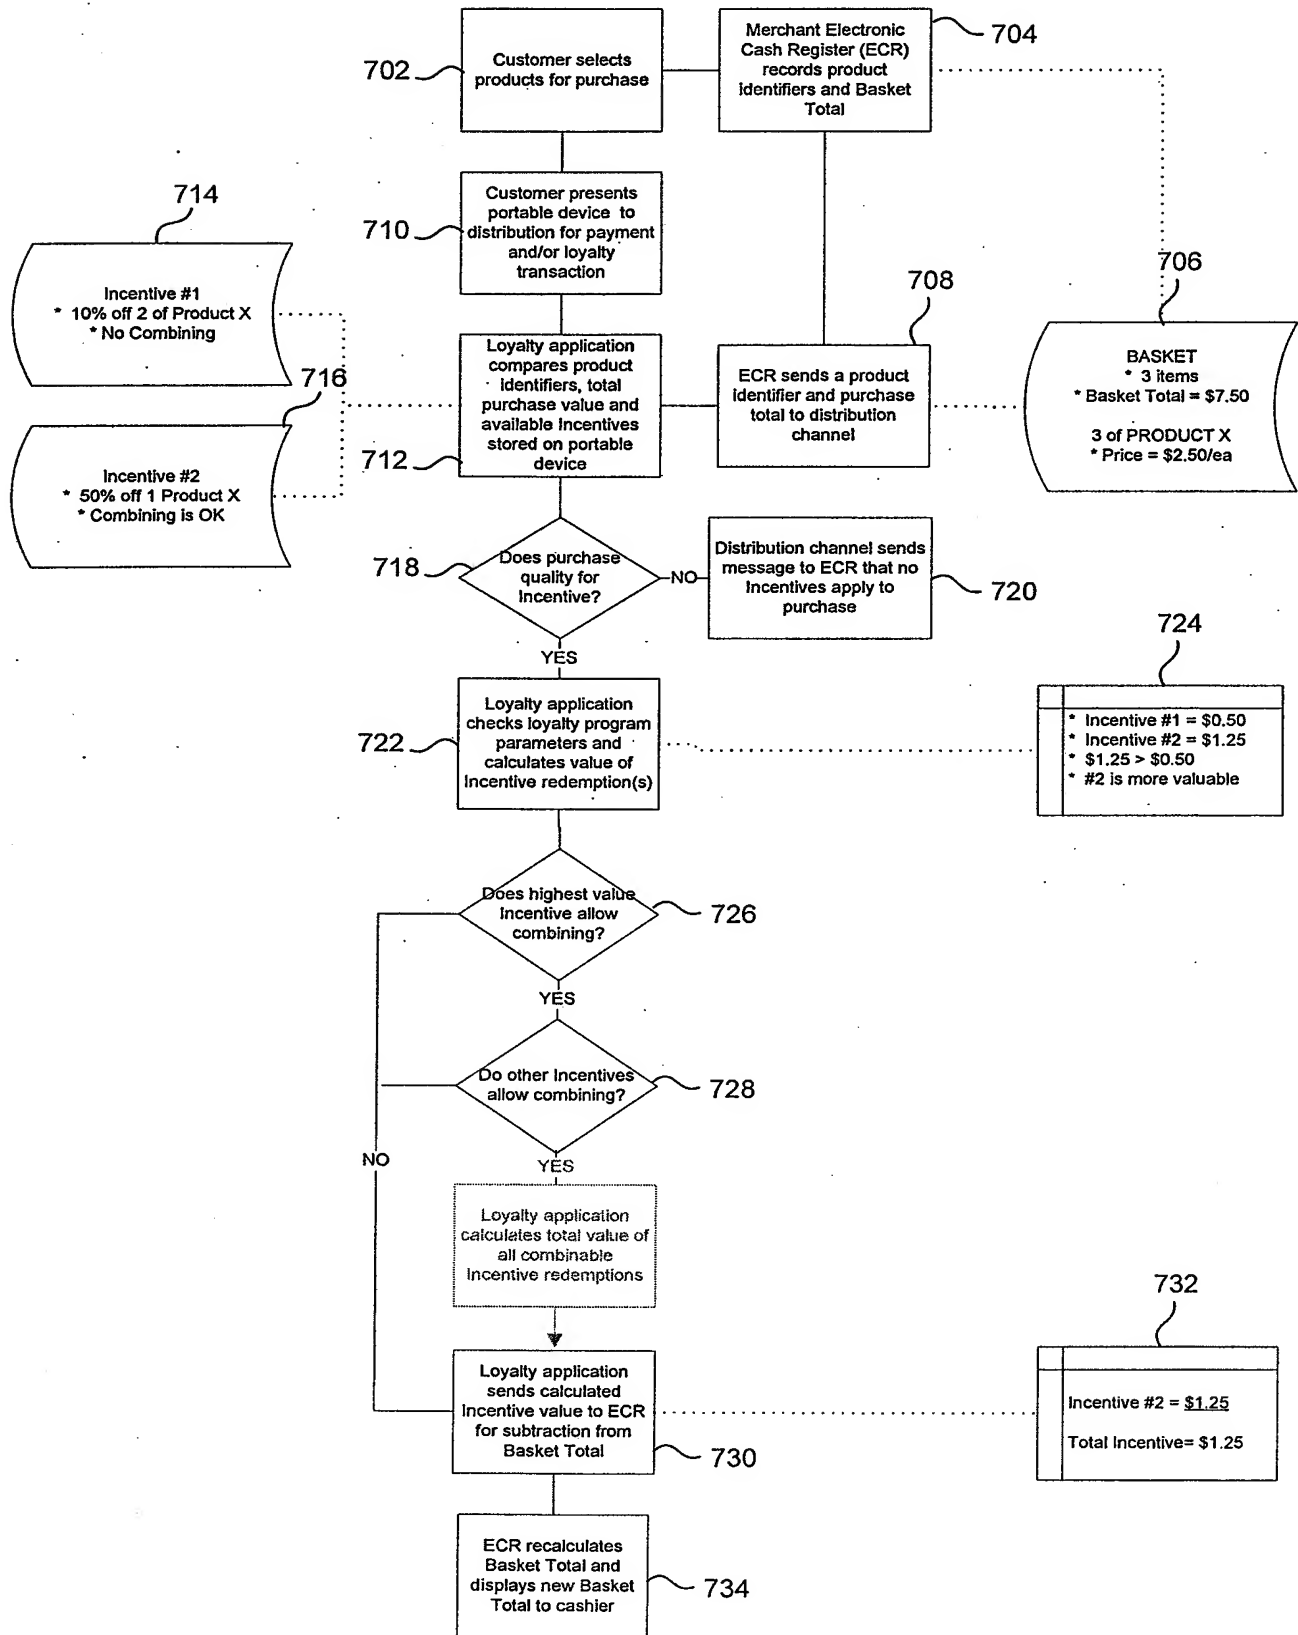 702
Customer selects
products for purchase
Merchant Electronic
Cash Register (ECR)
records product
identifiers and Basket
Total
704
714
Incentive #1
* 10% off 2 of Product X
* No Combining
710
Customer presents
portable device to
distribution for payment
and/or loyalty
transaction
706
BASKET
* 3 items
* Basket Total = $7.50
3 of PRODUCT X
* Price = $2.50/ea
708
ECR sends a product
identifier and purchase
total to distribution
channel
712
Loyalty application
compares product
identifiers, total
purchase value and
available Incentives
stored on portable
device
716
Incentive #2
* 50% off 1 Product X
* Combining is OK
718
Does purchase
quality for
Incentive?
NO
Distribution channel sends
message to ECR that no
Incentives apply to
purchase
720
YES
722
Loyalty application
checks loyalty program
parameters and
calculates value of
Incentive redemption(s)
724
* Incentive #1 = $0.50
* Incentive #2 = $1.25
* $1.25 > $0.50
* #2 is more valuable
Does highest value
Incentive allow
combining?
726
YES
Do other Incentives
allow combining?
728
NO
YES
Loyalty application
calculates total value of
all combinable
Incentive redemptions
Loyalty application
sends calculated
Incentive value to ECR
for subtraction from
Basket Total
730
732
Incentive #2 = $1.25
Total Incentive= $1.25
ECR recalculates
Basket Total and
displays new Basket
Total to cashier
734